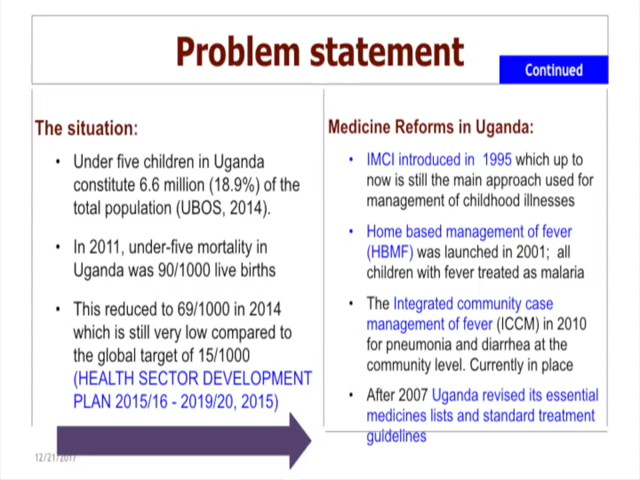 Problem statement
Continued
The situation:
• Under five children in Uganda
constitute 6.6 million (18.9%) of the
total population (UBOS, 2014).
• In 2011, under-five mortality in
Uganda was 90/1000 live births
• This reduced to 69/1000 in 2014
which is still very low compared to
the global target of 15/1000
(HEALTH SECTOR DEVELOPMENT
PLAN 2015/16 - 2019/20, 2015)
Medicine Reforms in Uganda:
• IMCI introduced in 1995 which up to
now is still the main approach used for
management of childhood illnesses
• Home based management of fever
(HBMF) was launched in 2001; all
children with fever treated as malaria
• The Integrated community case
management of fever (ICCM) in 2010
for pneumonia and diarrhea at the
community level. Currently in place
• After 2007 Uganda revised its essential
medicines lists and standard treatment
guidelines
12/21/2017